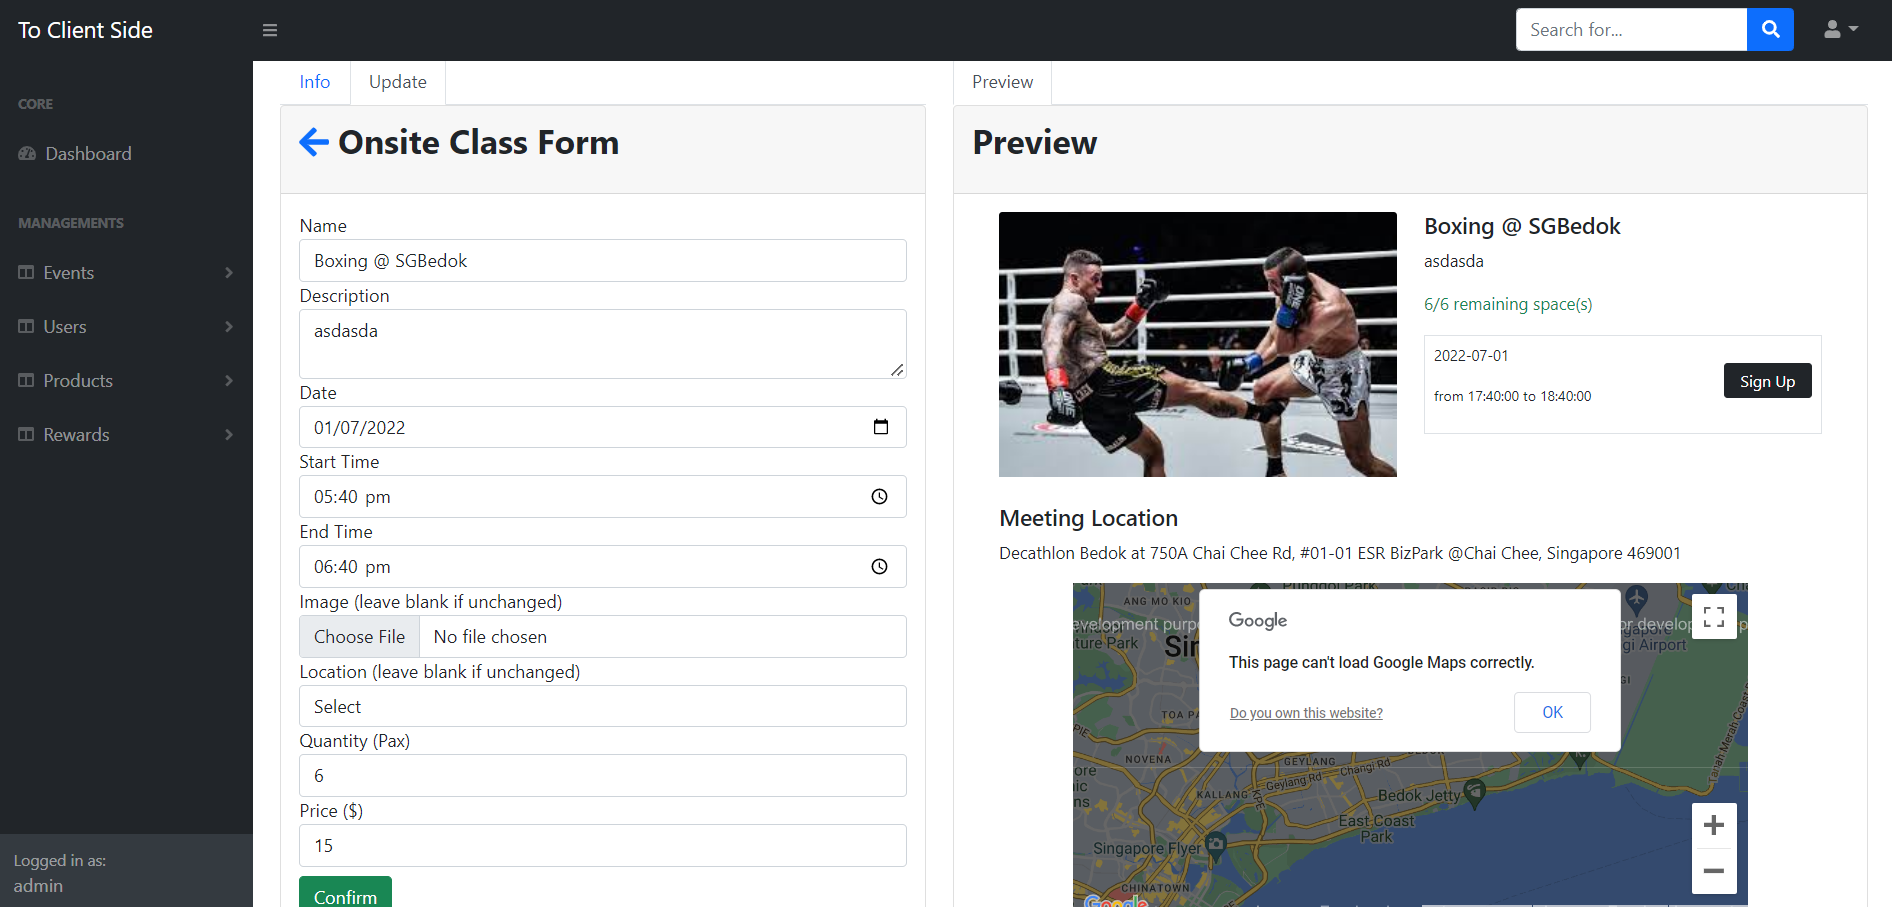 To Client Side
Search for...
CORE
Dashboard
MANAGEMENTS
Events
Users
Products
Rewards
Logged in as:
admin
Info
Update
Onsite Class Form
Name
Boxing @ SGBedok
Description
asdasda
Date
01/07/2022
Start Time
05:40 pm
End Time
06:40 pm
Image (leave blank if unchanged)
Choose File No file chosen
Location (leave blank if unchanged)
Select
Quantity (Pax)
6
Price ($)
15
Confirm
Preview
Preview
Boxing @ SGBedok
asdasda
6/6 remaining space(s)
2022-07-01
from 17:40:00 to 18:40:00
Sign Up
Meeting Location
Decathlon Bedok at 750A Chai Chee Rd, #01-01 ESR BizPark @Chai Chee, Singapore 469001
ANG MO KIO
Google
This page can't load Google Maps correctly.
Do you own this website?
OK
NOVENA
GEYLANG
Geylang Rd
Changi Rd
KALLANG
KPE
PIE
Bedok Jetty
East Coast
Park
Singapore Flyer
CHINATOWN
Tanah Merah Coast
Google